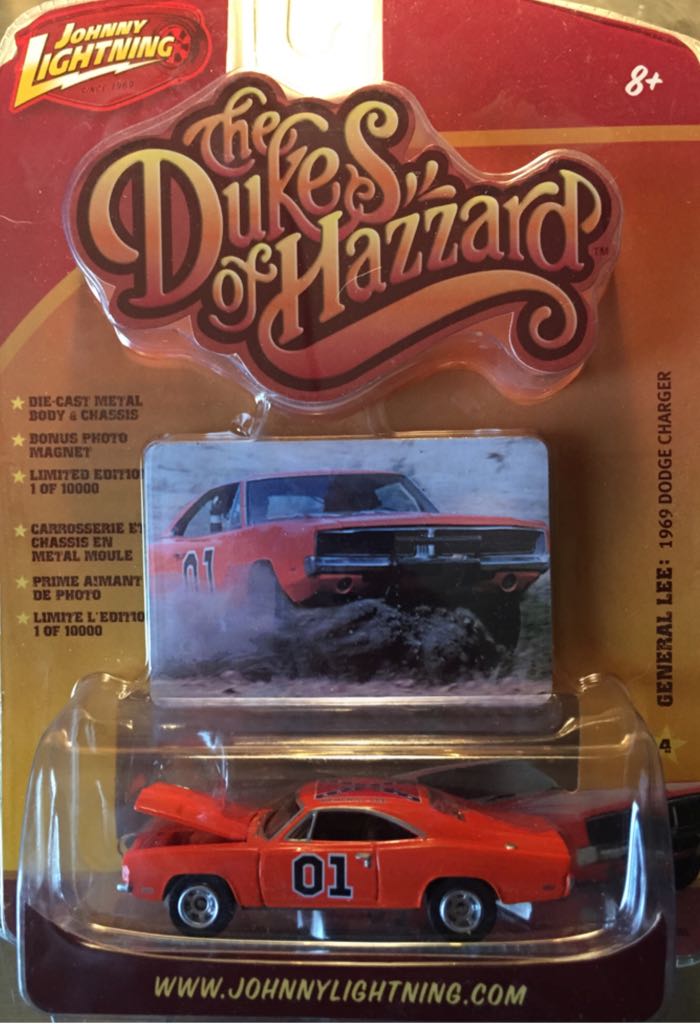 JOHNNY
LIGHTNING
SINCE 1969
8+
The
Dukes
of Hazzard™
DIE-CAST METAL
BODY & CHASSIS
BONUS PHOTO
MAGNET
LIMITED EDITIO
1 OF 10000
CARROSSERIE ET
CHASSIS EN
METAL MOULE
PRIME AIMANT
DE PHOTO
LIMITE L'EDITIO
1 OF 10000
GENERAL LEE: 1969 DODGE CHARGER
01
01
WWW.JOHNNYLIGHTNING.COM